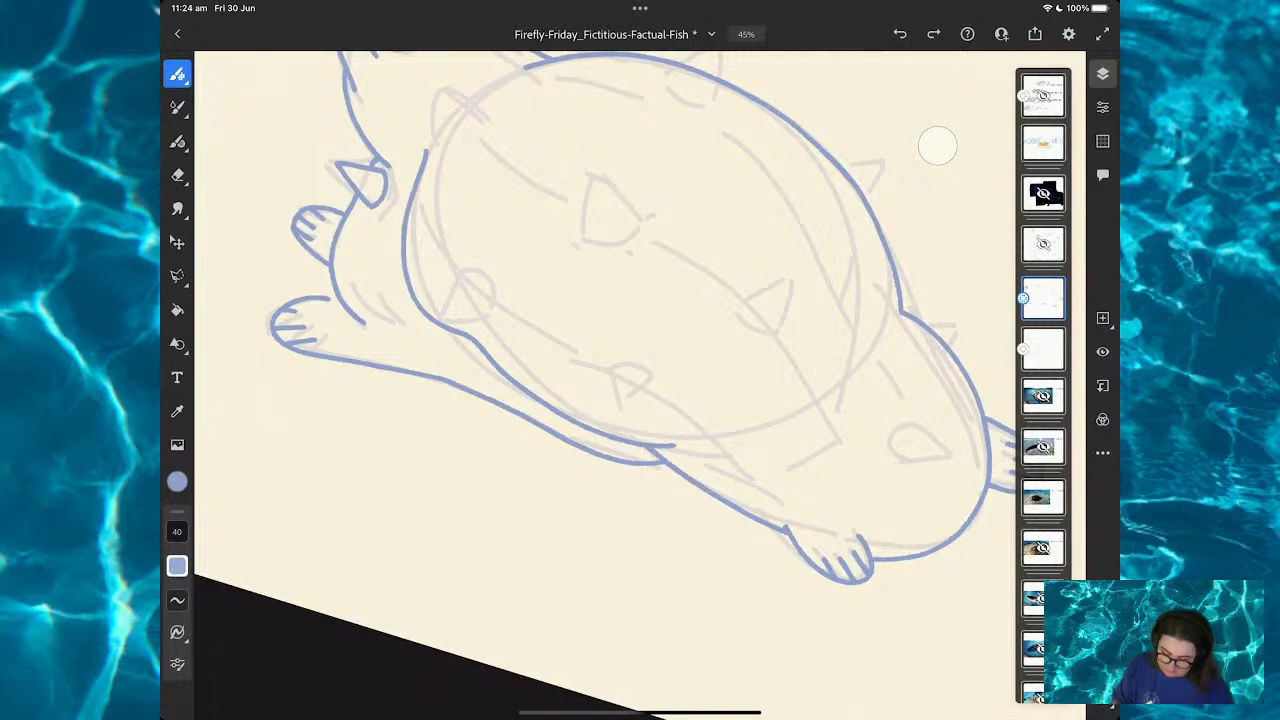 11:24 am Fri 30 Jun
100%
Firefly-Friday_Fictitious-Factual-Fish *
45%
40
T